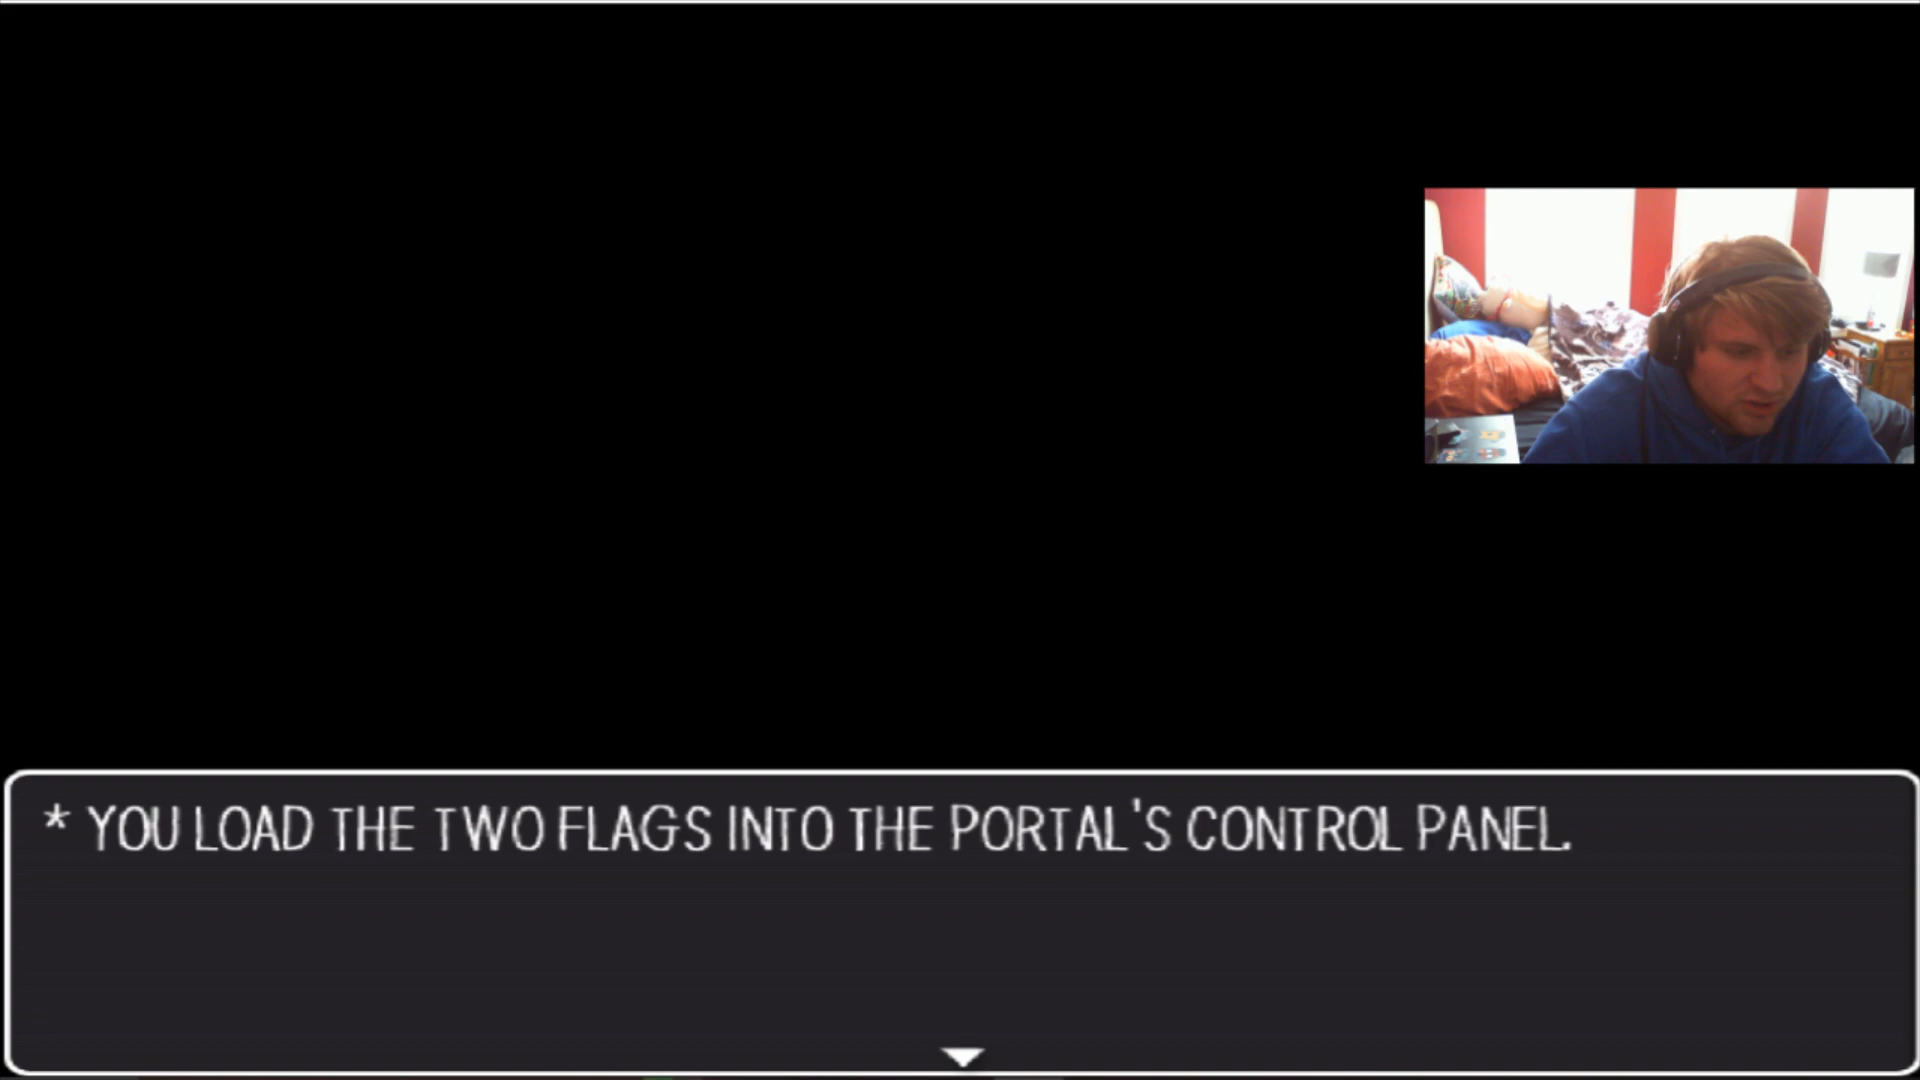 * YOU LOAD THE TWO FLAGS INTO THE PORTAL'S CONTROL PANEL.